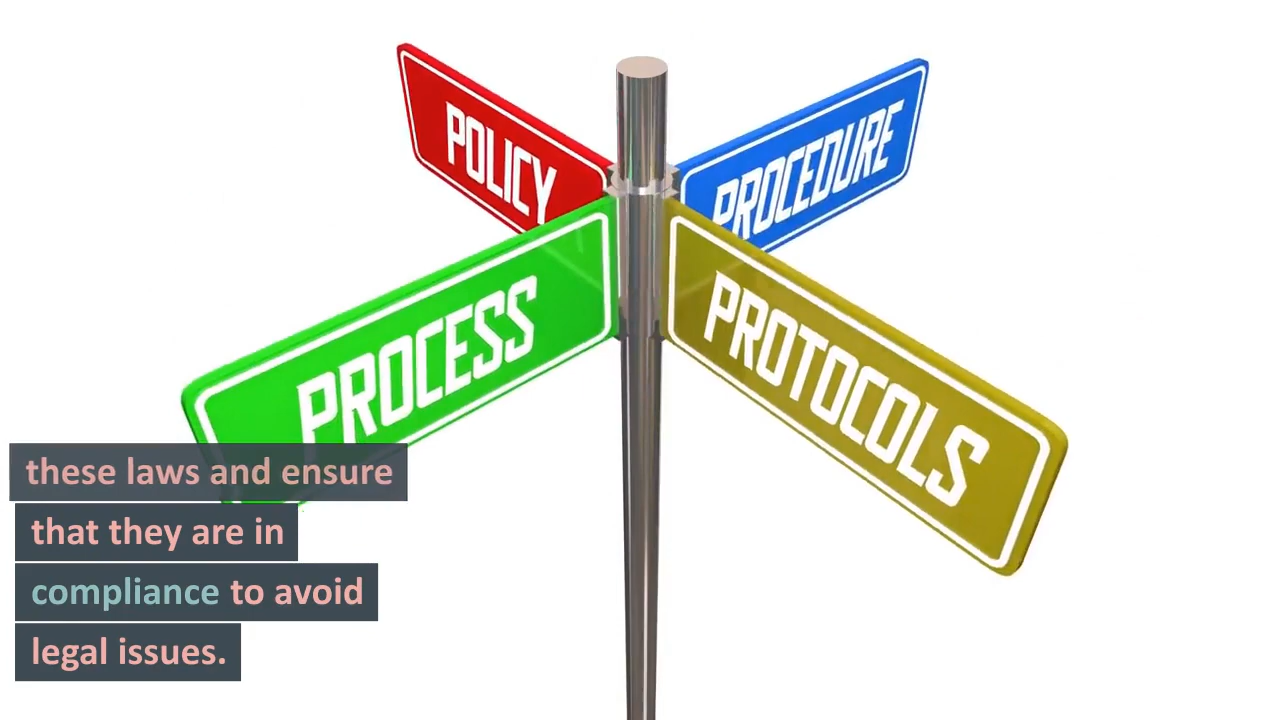 POLICY
PROCEDURE
PROCESS
PROTOCOLS
these laws and ensure
that they are in
compliance to avoid
legal issues.